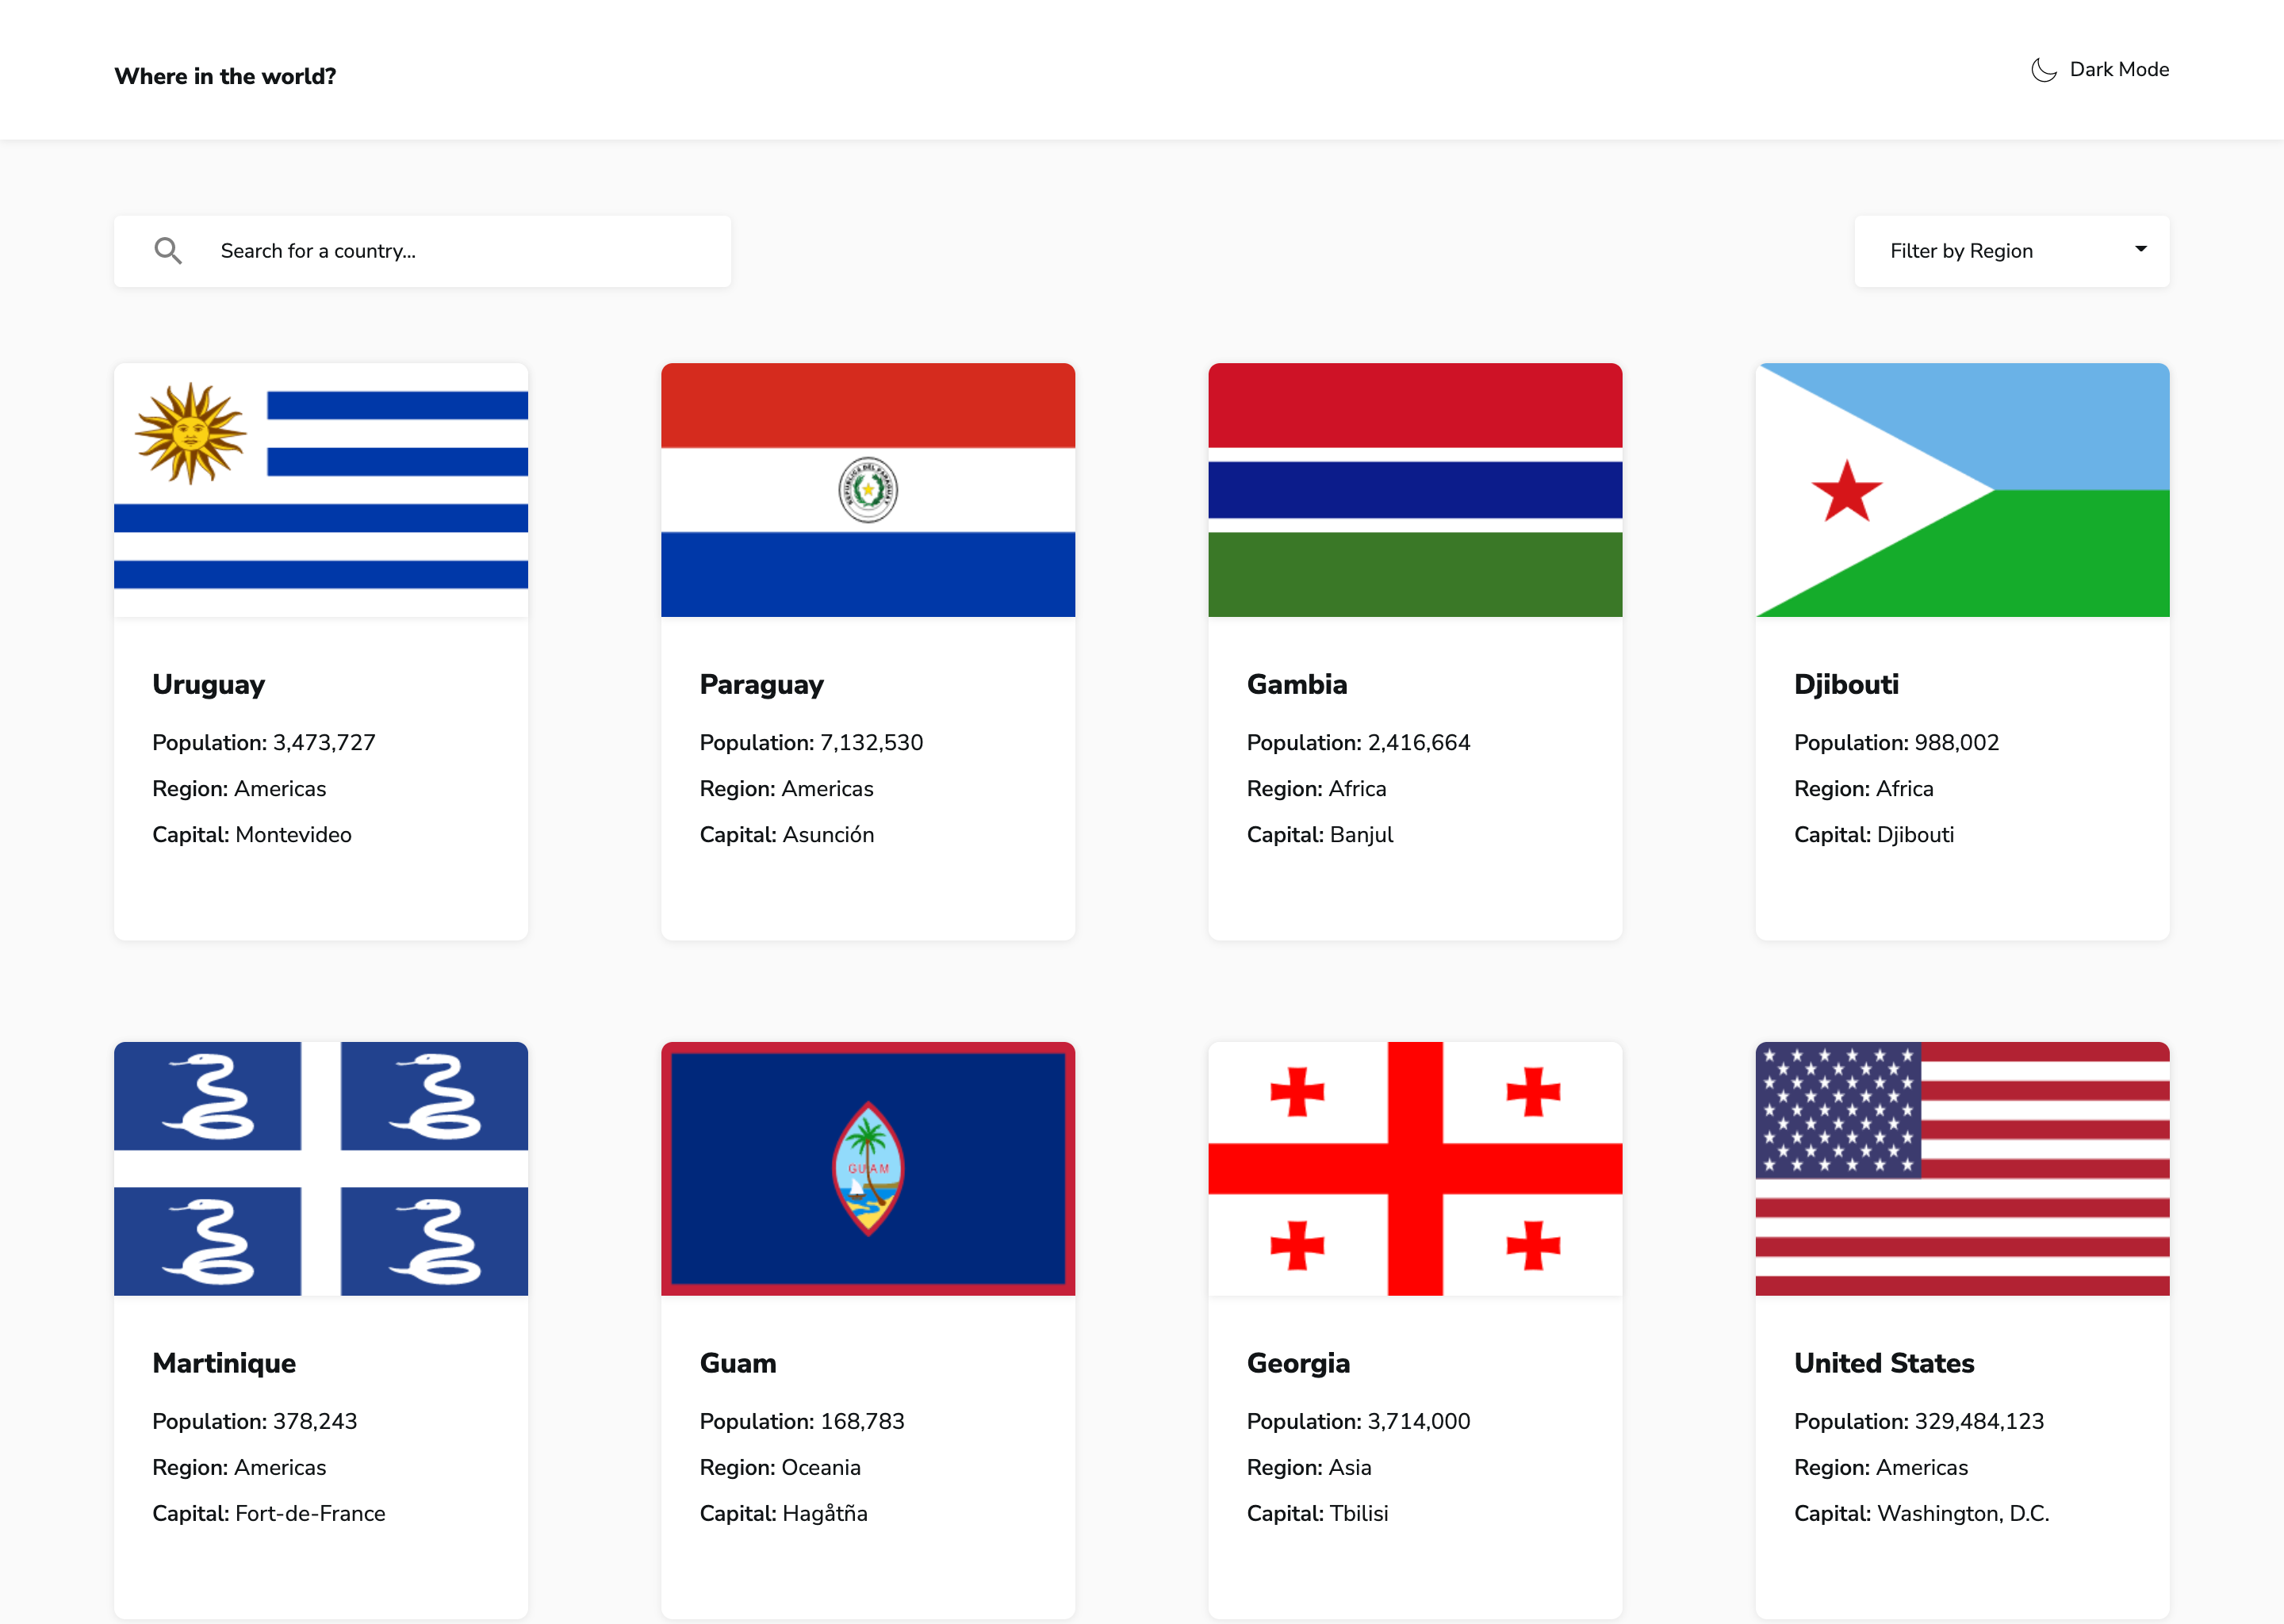 Where in the world?
Dark Mode
Search for a country...
Filter by Region
Uruguay
Population: 3,473,727
Region: Americas
Capital: Montevideo
Paraguay
Population: 7,132,530
Region: Americas
Capital: Asunción
Gambia
Population: 2,416,664
Region: Africa
Capital: Banjul
Djibouti
Population: 988,002
Region: Africa
Capital: Djibouti
Martinique
Population: 378,243
Region: Americas
Capital: Fort-de-France
GUAM
Guam
Population: 168,783
Region: Oceania
Capital: Hagåtña
Georgia
Population: 3,714,000
Region: Asia
Capital: Tbilisi
United States
Population: 329,484,123
Region: Americas
Capital: Washington, D.C.